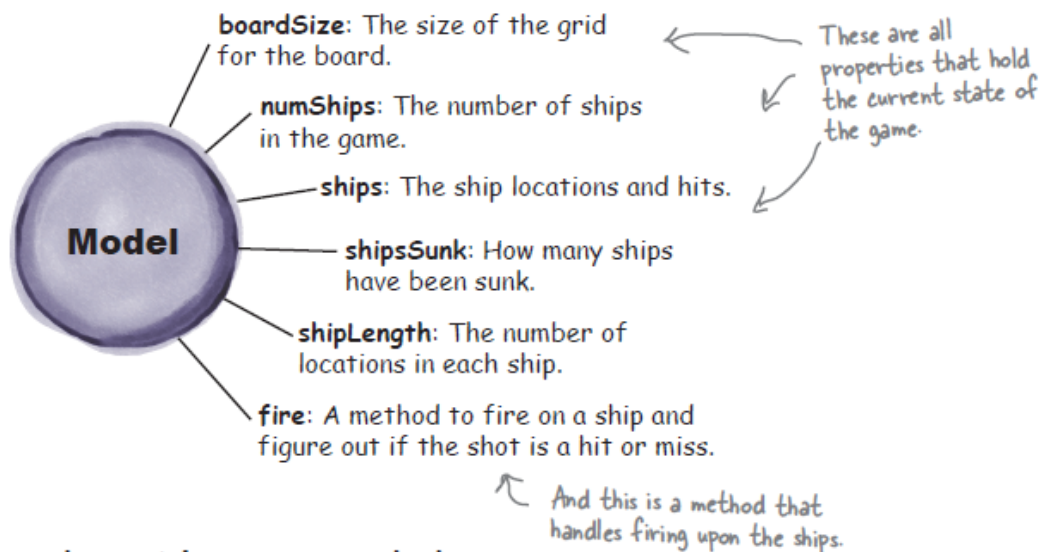 boardSize: The size of the grid
for the board.
These are all
properties that hold
the current state of
the game.
numShips: The number of ships
in the game.
ships: The ship locations and hits.
Model
shipsSunk: How many ships
have been sunk.
shipLength: The number of
locations in each ship.
fire: A method to fire on a ship and
figure out if the shot is a hit or miss.
And this is a method that
handles firing upon the ships.